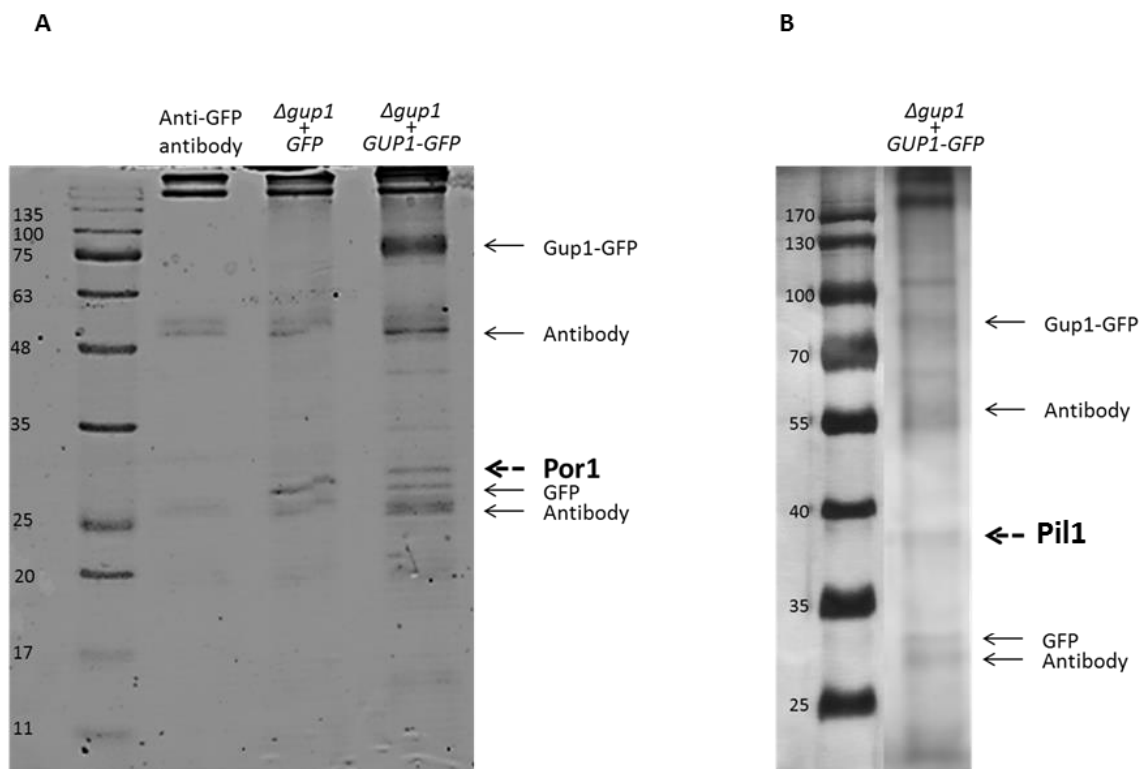 A
B
Anti-GFP
antibody
Δgup1
+
GFP
Δgup1
+
GUP1-GFP
Δgup1
+
GUP1-GFP
135
100
75
63
48
35
25
20
17
11
Gup1-GFP
Antibody
Por1
GFP
Antibody
170
130
100
70
55
40
35
25
Gup1-GFP
Antibody
Pil1
GFP
Antibody